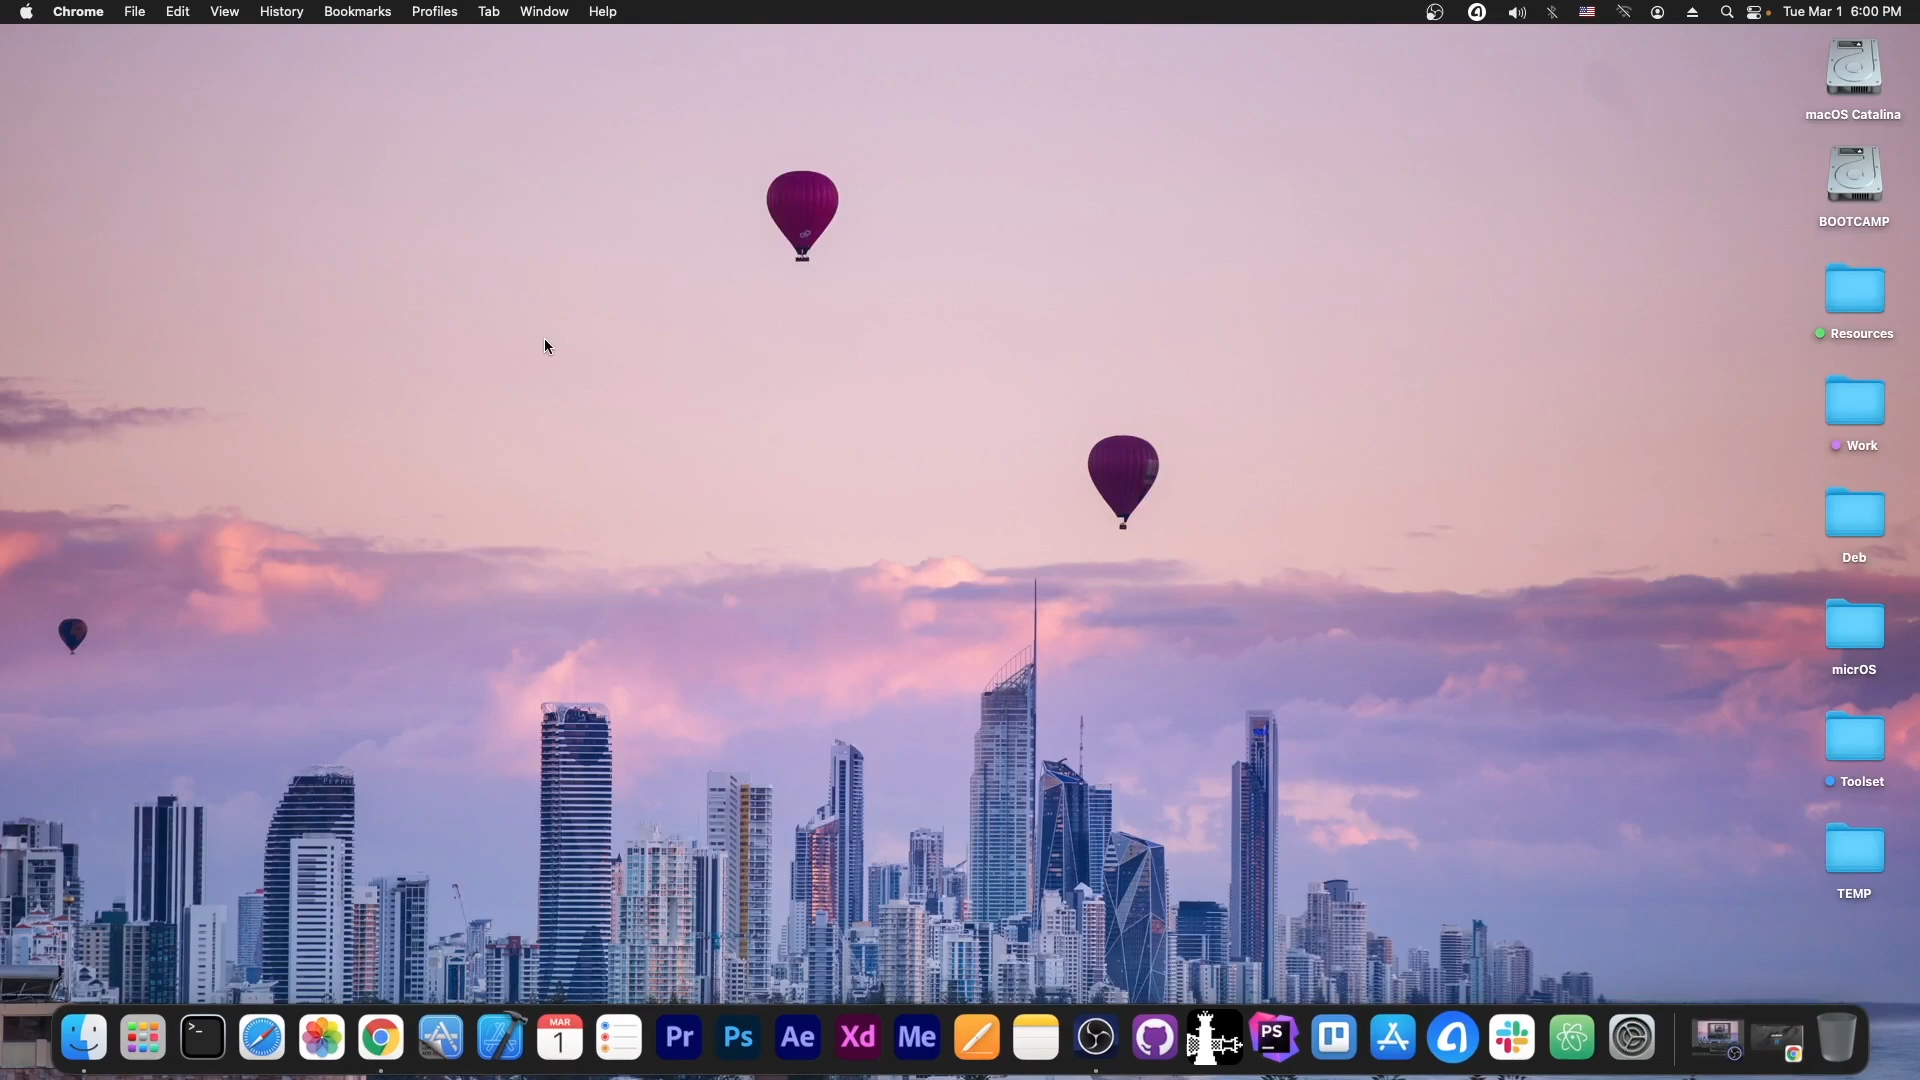 Chrome File Edit View History Bookmarks Profiles Tab Window Help Tue Mar 1 6:00 PM
macOS Catalina
BOOTCAMP
Resources
Work
Deb
micrOS
Toolset
TEMP
>_ MAR 1 Pr Ps Ae Xd Me PS